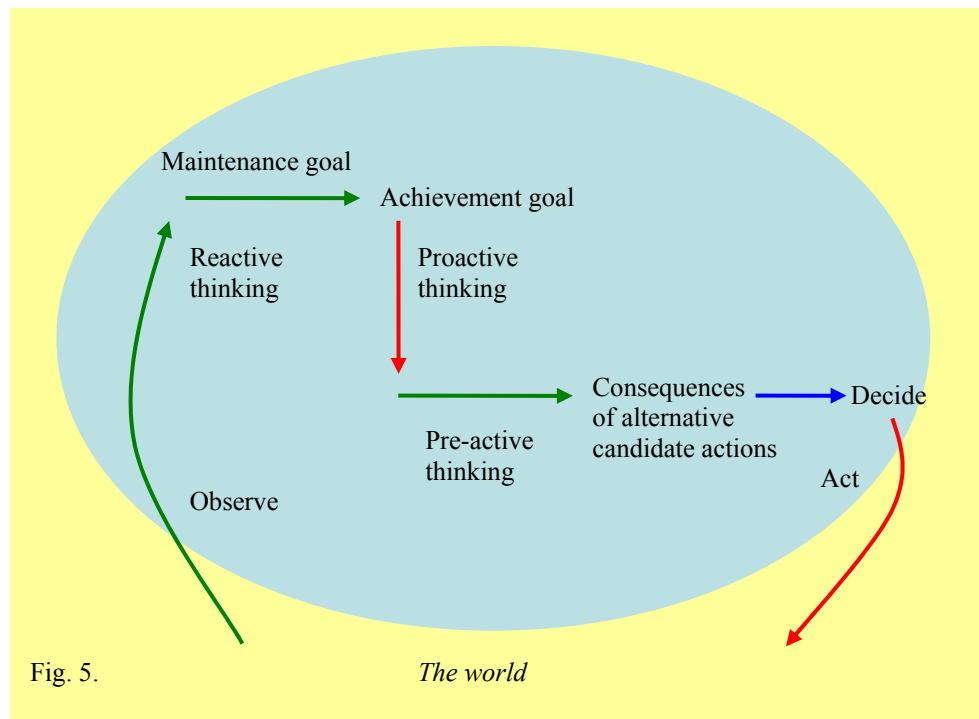 Maintenance goal
Achievement goal
Reactive
thinking
Proactive
thinking
Consequences
of alternative
candidate actions
Decide
Pre-active
thinking
Act
Observe
Fig. 5.
The world